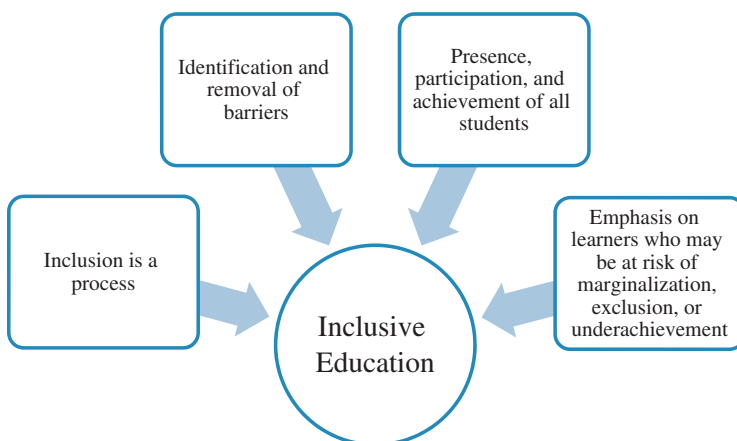 Identification and
removal of
barriers
Presence,
participation, and
achievement of all
students
Inclusion is a
process
Emphasis on
learners who may
be at risk of
marginalization,
exclusion, or
underachievement
Inclusive
Education